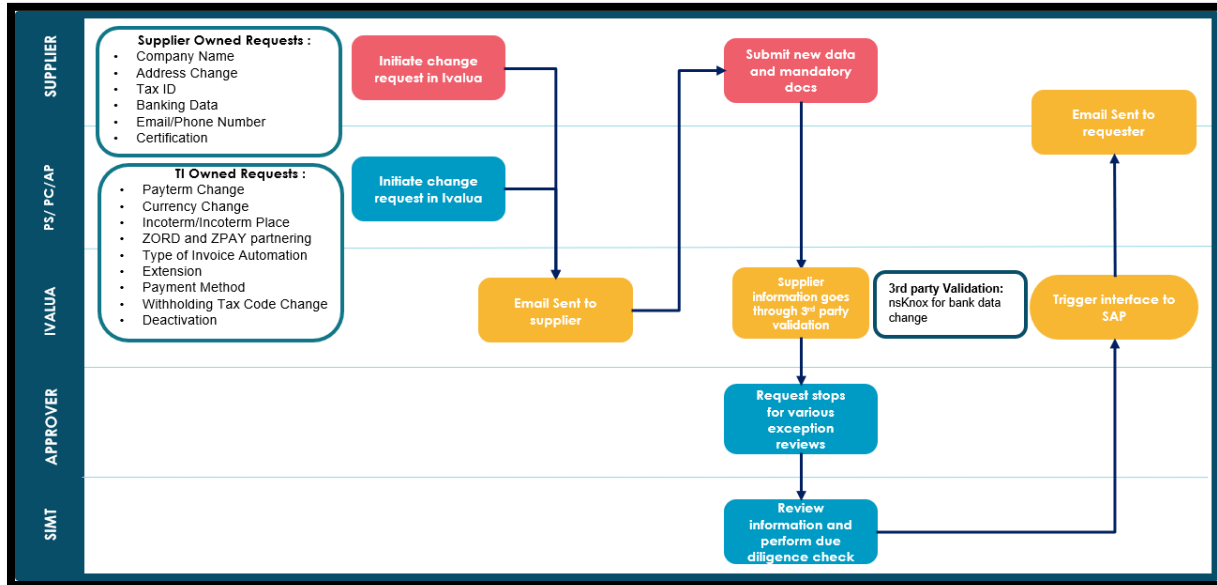 SUPPLIER
Supplier Owned Requests :
• Company Name
• Address Change
• Tax ID
• Banking Data
• Email/Phone Number
• Certification
Initiate change
request in Ivalua
Submit new data
and mandatory
docs
Email Sent to
requester
PS/ PC/AP
TI Owned Requests :
• Payterm Change
• Currency Change
• Incoterm/Incoterm Place
• ZORD and ZPAY partnering
• Type of Invoice Automation
• Extension
• Payment Method
• Withholding Tax Code Change
• Deactivation
Initiate change
request in Ivalua
IVALUA
Email Sent to
supplier
Supplier
information goes
through 3rd party
validation
3rd party Validation:
nsKnox for bank data
change
Trigger interface to
SAP
APPROVER
Request stops
for various
exception
reviews
SIMT
Review
information and
perform due
diligence check